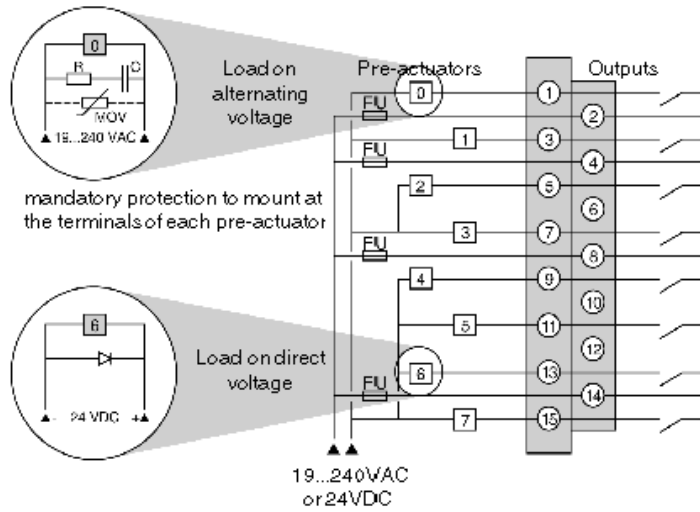 0
R
C
MOV
19...240 VAC
mandatory protection to mount at
the terminals of each pre-actuator
Load on
alternating
voltage
Pre-actuators
Outputs
0
1
FU
2
1
3
FU
4
2
5
6
3
7
FU
8
4
9
10
5
11
12
6
13
FU
14
7
15
6
- 24 VDC +
Load on direct
voltage
19...240VAC
or 24VDC